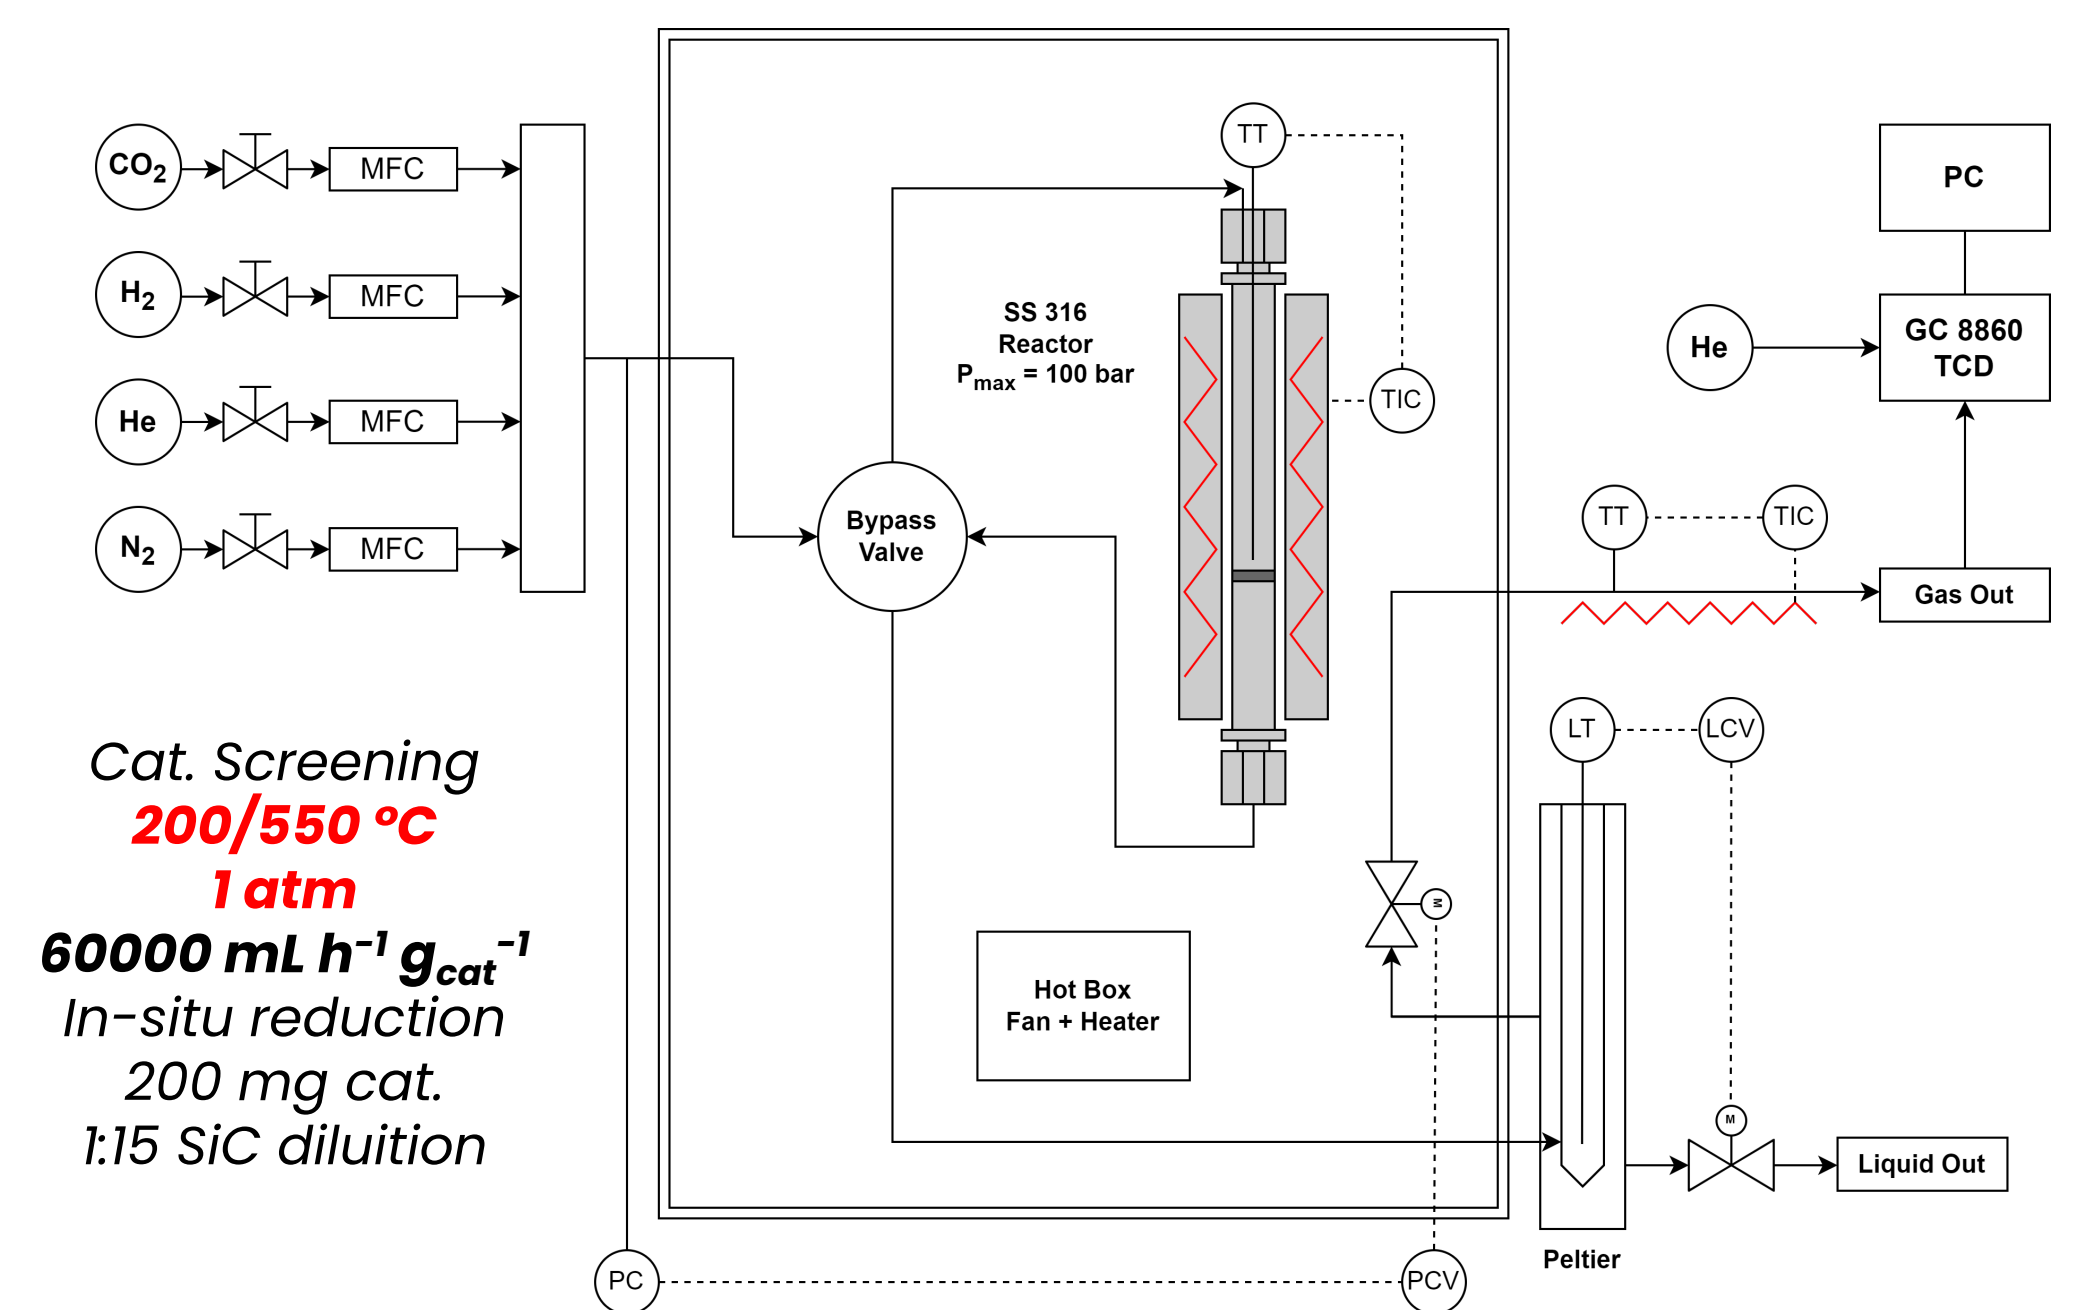 CO2
MFC
H2
MFC
He
MFC
N2
MFC
Cat. Screening
200/550 °C
1 atm
60000 mL h⁻¹ gcat⁻¹
In-situ reduction
200 mg cat.
1:15 SiC diluition
TT
SS 316
Reactor
Pmax = 100 bar
TIC
Bypass
Valve
Hot Box
Fan + Heater
M
PC
PCV
PC
He
GC 8860
TCD
TT
TIC
Gas Out
LT
LCV
M
Liquid Out
Peltier